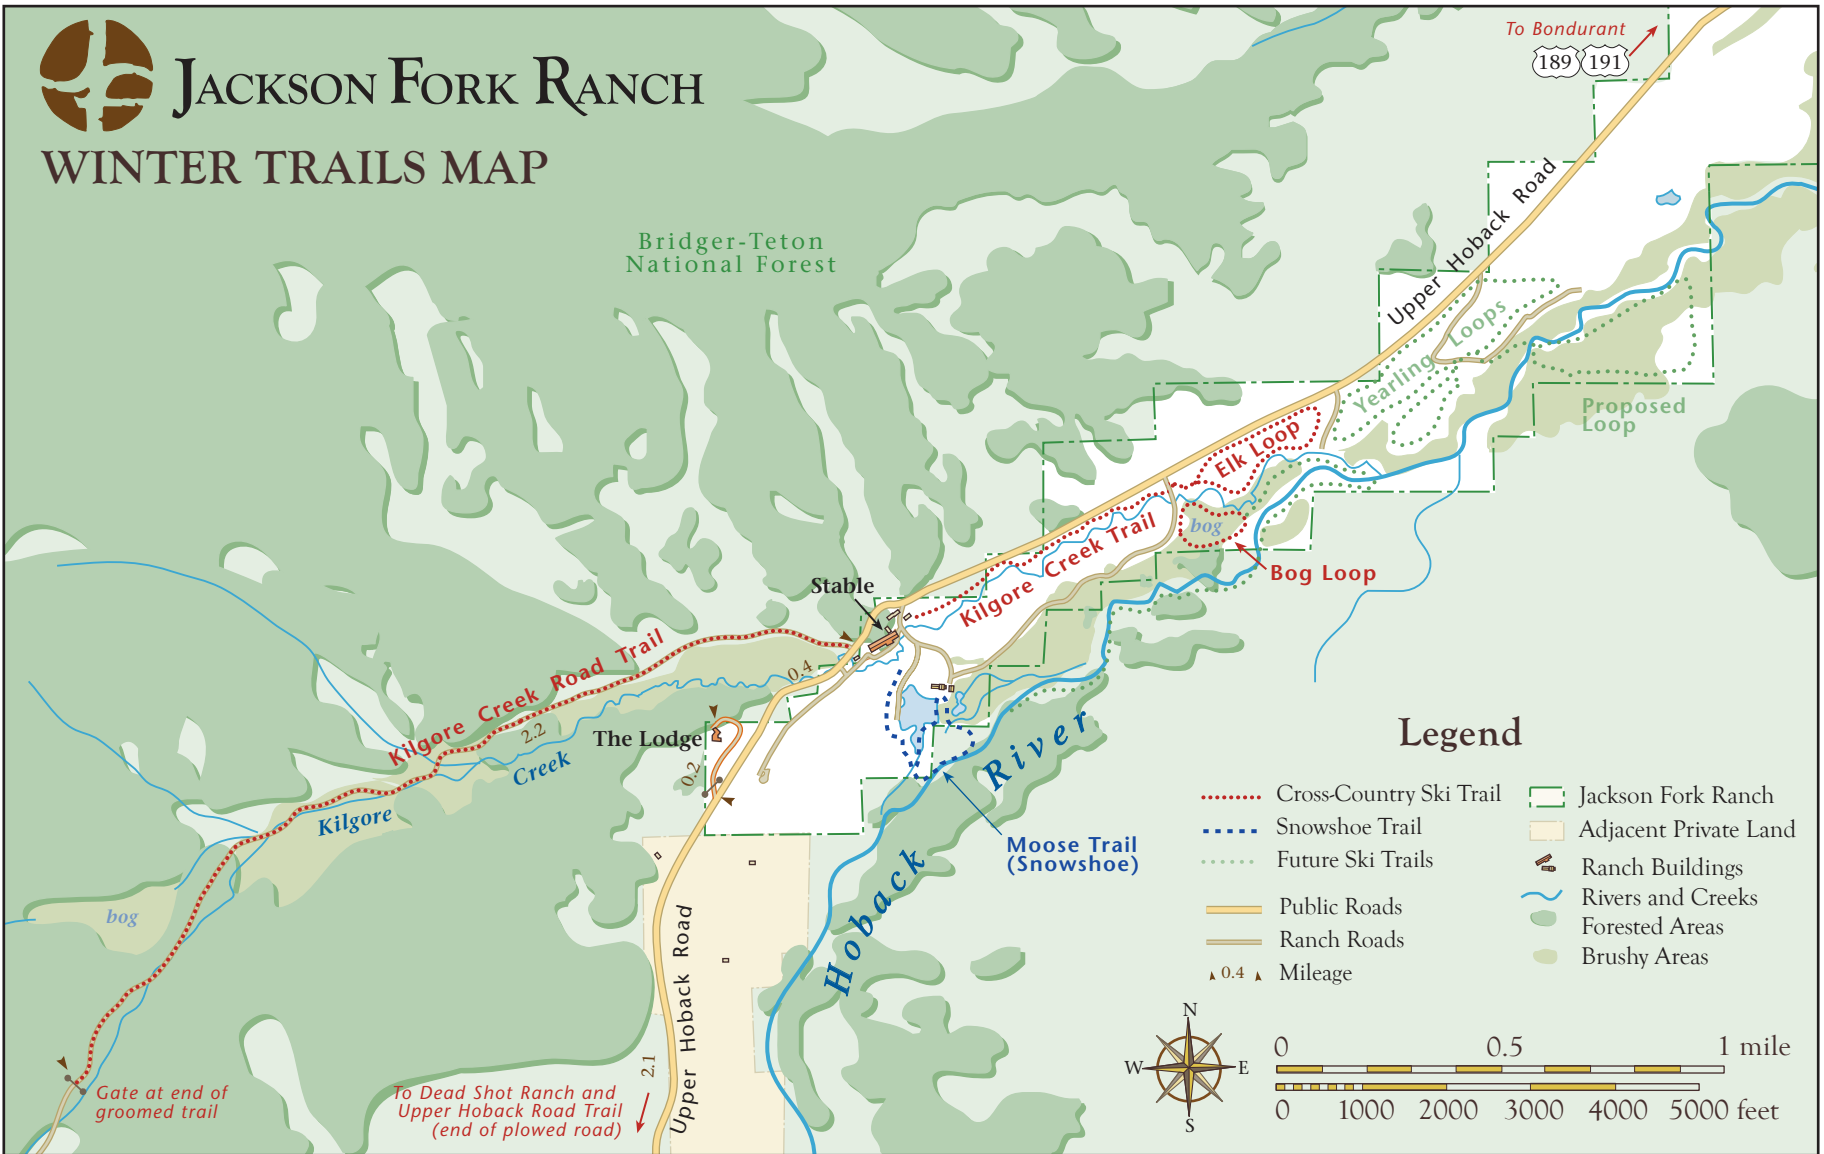 JACKSON FORK RANCH
WINTER TRAILS MAP
To Bondurant
189 191
Bridger-Teton
National Forest
Upper Hoback Road
Yearling Loops
Proposed
Loop
Elk Loop
bog
Bog Loop
Kilgore Creek Trail
Stable
Kilgore Creek Road Trail
0.4
2.2
The Lodge
0.2
Kilgore Creek
Hoback River
Moose Trail
(Snowshoe)
bog
Upper Hoback Road
2.1
Gate at end of
groomed trail
To Dead Shot Ranch and
Upper Hoback Road Trail
(end of plowed road)
Legend
Cross-Country Ski Trail
Snowshoe Trail
Future Ski Trails
Public Roads
Ranch Roads
0.4 Mileage
Jackson Fork Ranch
Adjacent Private Land
Ranch Buildings
Rivers and Creeks
Forested Areas
Brushy Areas
N
W E
S
0 0.5 1 mile
0 1000 2000 3000 4000 5000 feet